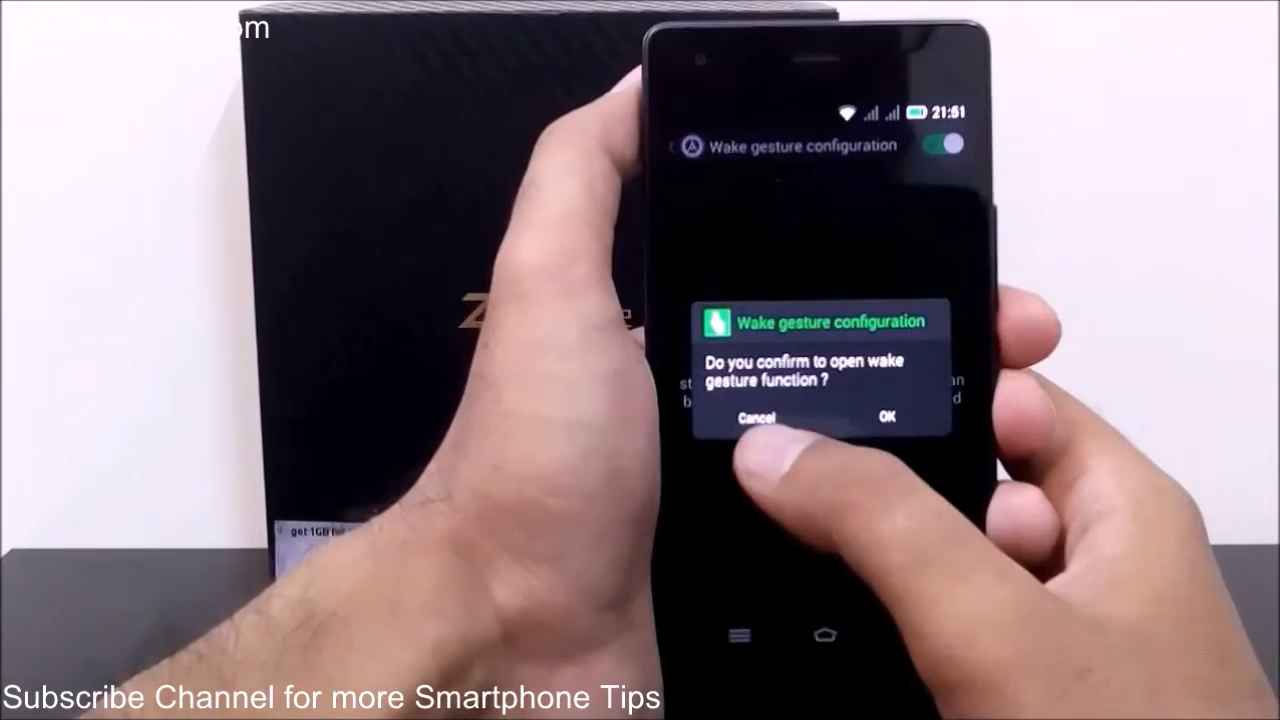 21:51
Wake gesture configuration
Wake gesture configuration
Do you confirm to open wake
gesture function ?
Cancel OK
get 1GB
Subscribe Channel for more Smartphone Tips